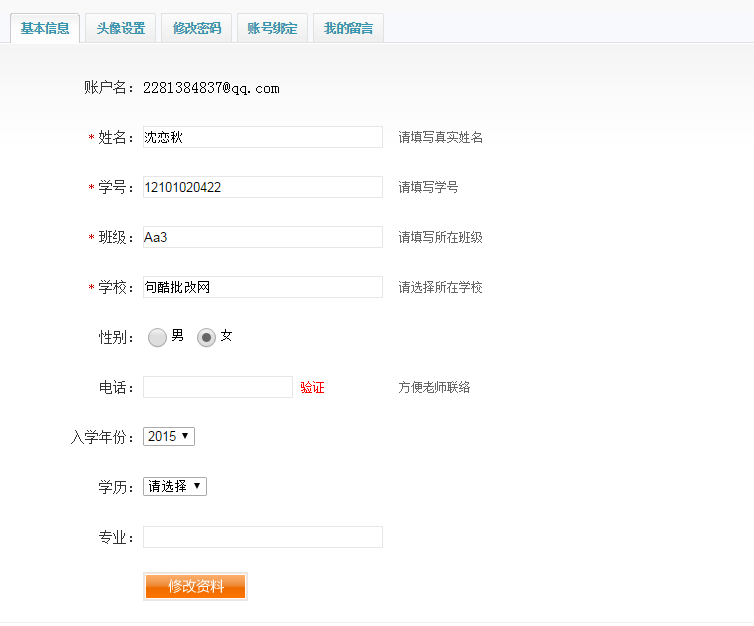 基本信息 头像设置 修改密码 账号绑定 我的留言
账户名： 2281384837@qq.com
* 姓名： 沈恋秋 请填写真实姓名
* 学号： 12101020422 请填写学号
* 班级： Aa3 请填写所在班级
* 学校： 句酷批改网 请选择所在学校
性别： 男 女
电话： 验证 方便老师联络
入学年份： 2015
学历： 请选择
专业：
修改资料